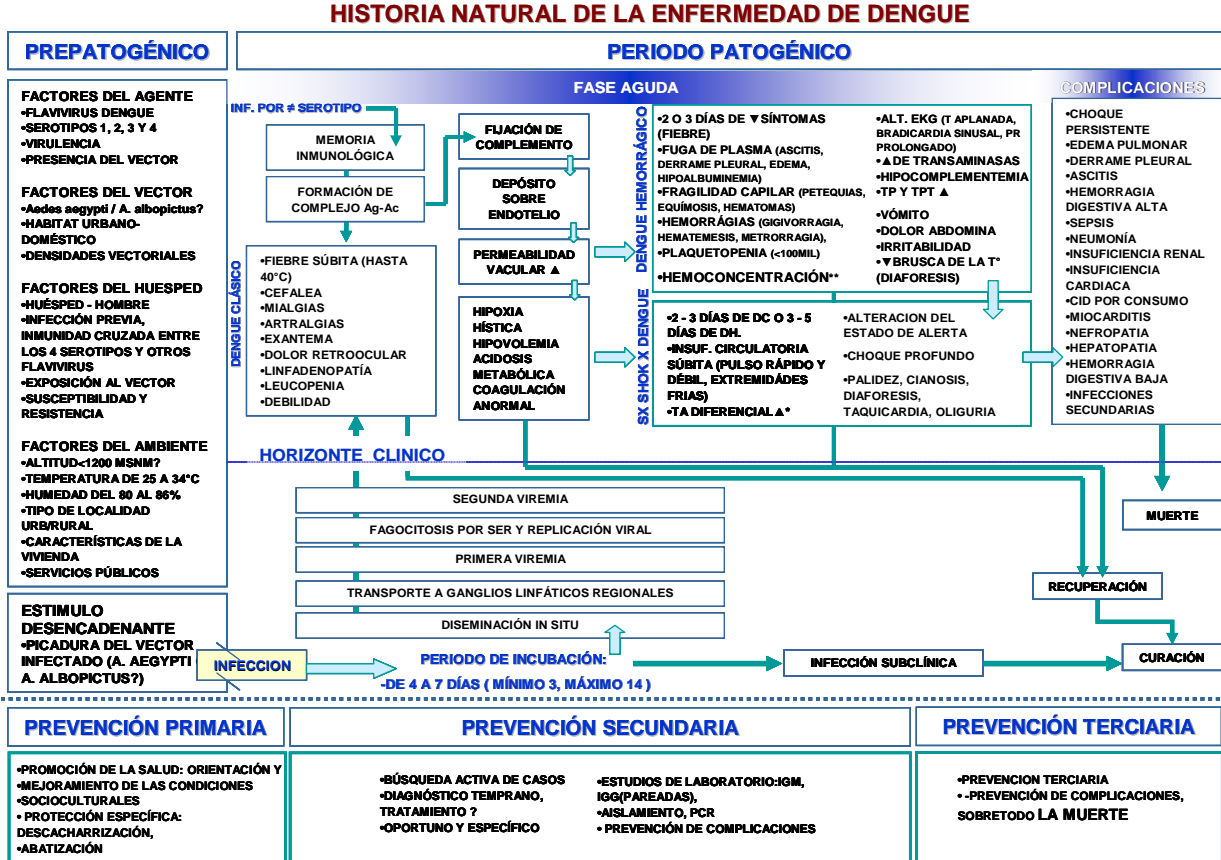 HISTORIA NATURAL DE LA ENFERMEDAD DE DENGUE
PREPATOGÉNICO
PERIODO PATOGÉNICO
FACTORES DEL AGENTE
•FLAVIVIRUS DENGUE
•SEROTIPOS 1, 2, 3 Y 4
•VIRULENCIA
•PRESENCIA DEL VECTOR
FACTORES DEL VECTOR
•Aedes aegypti / A. albopictus?
•HABITAT URBANO-
DOMÉSTICO
•DENSIDADES VECTORIALES
FACTORES DEL HUESPED
•HUÉSPED - HOMBRE
•INFECCIÓN PREVIA,
INMUNIDAD CRUZADA ENTRE
LOS 4 SEROTIPOS Y OTROS
FLAVIVIRUS
•EXPOSICIÓN AL VECTOR
•SUSCEPTIBILIDAD Y
RESISTENCIA
FACTORES DEL AMBIENTE
•ALTITUD<1200 MSNM?
•TEMPERATURA DE 25 A 34°C
•HUMEDAD DEL 80 AL 86%
•TIPO DE LOCALIDAD
URB/RURAL
•CARACTERÍSTICAS DE LA
VIVIENDA
•SERVICIOS PÚBLICOS
ESTIMULO
DESENCADENANTE
•PICADURA DEL VECTOR
INFECTADO (A. AEGYPTI
A. ALBOPICTUS?)
FASE AGUDA
COMPLICACIONES
INF. POR ≠ SEROTIPO
MEMORIA
INMUNOLÓGICA
FORMACIÓN DE
COMPLEJO Ag-Ac
DENGUE CLÁSICO
•FIEBRE SÚBITA (HASTA
40°C)
•CEFALEA
•MIALGIAS
•ARTRALGIAS
•EXANTEMA
•DOLOR RETROOCULAR
•LINFADENOPATÍA
•LEUCOPENIA
•DEBILIDAD
FIJACIÓN DE
COMPLEMENTO
DEPÓSITO
SOBRE
ENDOTELIO
PERMEABILIDAD
VACULAR ▲
HIPOXIA
HÍSTICA
HIPOVOLEMIA
ACIDOSIS
METABÓLICA
COAGULACIÓN
ANORMAL
DENGUE HEMORRÁGICO
•2 O 3 DÍAS DE ▼SÍNTOMAS
(FIEBRE)
•FUGA DE PLASMA (ASCITIS,
DERRAME PLEURAL, EDEMA,
HIPOALBUMINEMIA)
•FRAGILIDAD CAPILAR (PETEQUIAS,
EQUÍMOSIS, HEMATOMAS)
•HEMORRÁGIAS (GIGIVORRAGIA,
HEMATEMESIS, METRORRAGIA),
•PLAQUETOPENIA (<100MIL)
•HEMOCONCENTRACIÓN**
•ALT. EKG (T APLANADA,
BRADICARDIA SINUSAL, PR
PROLONGADO)
•▲DE TRANSAMINASAS
•HIPOCOMPLEMENTEMIA
•TP Y TPT ▲
•VÓMITO
•DOLOR ABDOMINA
•IRRITABILIDAD
•▼BRUSCA DE LA T°
(DIAFORESIS)
SX SHOK X DENGUE
•2 - 3 DÍAS DE DC O 3 - 5
DÍAS DE DH.
•INSUF. CIRCULATORIA
SÚBITA (PULSO RÁPIDO Y
DÉBIL, EXTREMIDÁDES
FRIAS)
•TA DIFERENCIAL▲*
•ALTERACION DEL
ESTADO DE ALERTA
•CHOQUE PROFUNDO
•PALIDEZ, CIANOSIS,
DIAFORESIS,
TAQUICARDIA, OLIGURIA
•CHOQUE
PERSISTENTE
•EDEMA PULMONAR
•DERRAME PLEURAL
•ASCITIS
•HEMORRAGIA
DIGESTIVA ALTA
•SEPSIS
•NEUMONÍA
•INSUFICIENCIA RENAL
•INSUFICIENCIA
CARDIACA
•CID POR CONSUMO
•MIOCARDITIS
•NEFROPATIA
•HEPATOPATIA
•HEMORRAGIA
DIGESTIVA BAJA
•INFECCIONES
SECUNDARIAS
HORIZONTE CLINICO
SEGUNDA VIREMIA
FAGOCITOSIS POR SER Y REPLICACIÓN VIRAL
PRIMERA VIREMIA
TRANSPORTE A GANGLIOS LINFÁTICOS REGIONALES
DISEMINACIÓN IN SITU
MUERTE
RECUPERACIÓN
CURACIÓN
INFECCION
PERIODO DE INCUBACIÓN:
-DE 4 A 7 DÍAS ( MÍNIMO 3, MÁXIMO 14 )
INFECCIÓN SUBCLÍNICA
PREVENCIÓN PRIMARIA
PREVENCIÓN SECUNDARIA
PREVENCIÓN TERCIARIA
•PROMOCIÓN DE LA SALUD: ORIENTACIÓN Y
•MEJORAMIENTO DE LAS CONDICIONES
•SOCIOCULTURALES
• PROTECCIÓN ESPECÍFICA:
DESCACHARRIZACIÓN,
•ABATIZACIÓN
•BÚSQUEDA ACTIVA DE CASOS
•DIAGNÓSTICO TEMPRANO,
TRATAMIENTO ?
•OPORTUNO Y ESPECÍFICO
•ESTUDIOS DE LABORATORIO:IGM,
IGG(PAREADAS),
•AISLAMIENTO, PCR
• PREVENCIÓN DE COMPLICACIONES
•PREVENCION TERCIARIA
• -PREVENCIÓN DE COMPLICACIONES,
SOBRETODO LA MUERTE